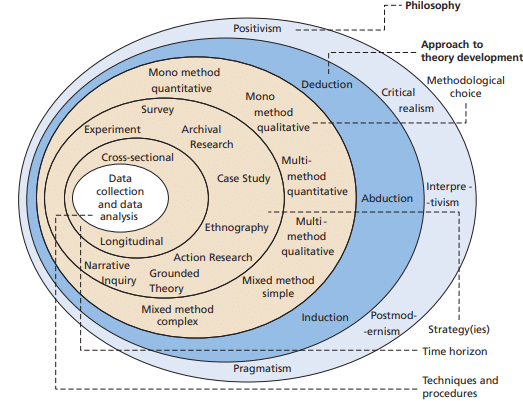 Philosophy
Positivism
Approach to
theory development
Mono method
quantitative
Deduction
Critical
realism
Methodological
choice
Mono
method
qualitative
Survey
Experiment
Archival
Research
Cross-sectional
Data
collection
and data
analysis
Case Study
Multi-
method
quantitative
Abduction
Interpre-
-tivism
Longitudinal
Ethnography
Multi-
method
qualitative
Narrative
Inquiry
Action Research
Grounded
Theory
Mixed method
simple
Mixed method
complex
Induction
Postmod-
-ernism
Strategy(ies)
Time horizon
Pragmatism
Techniques and
procedures